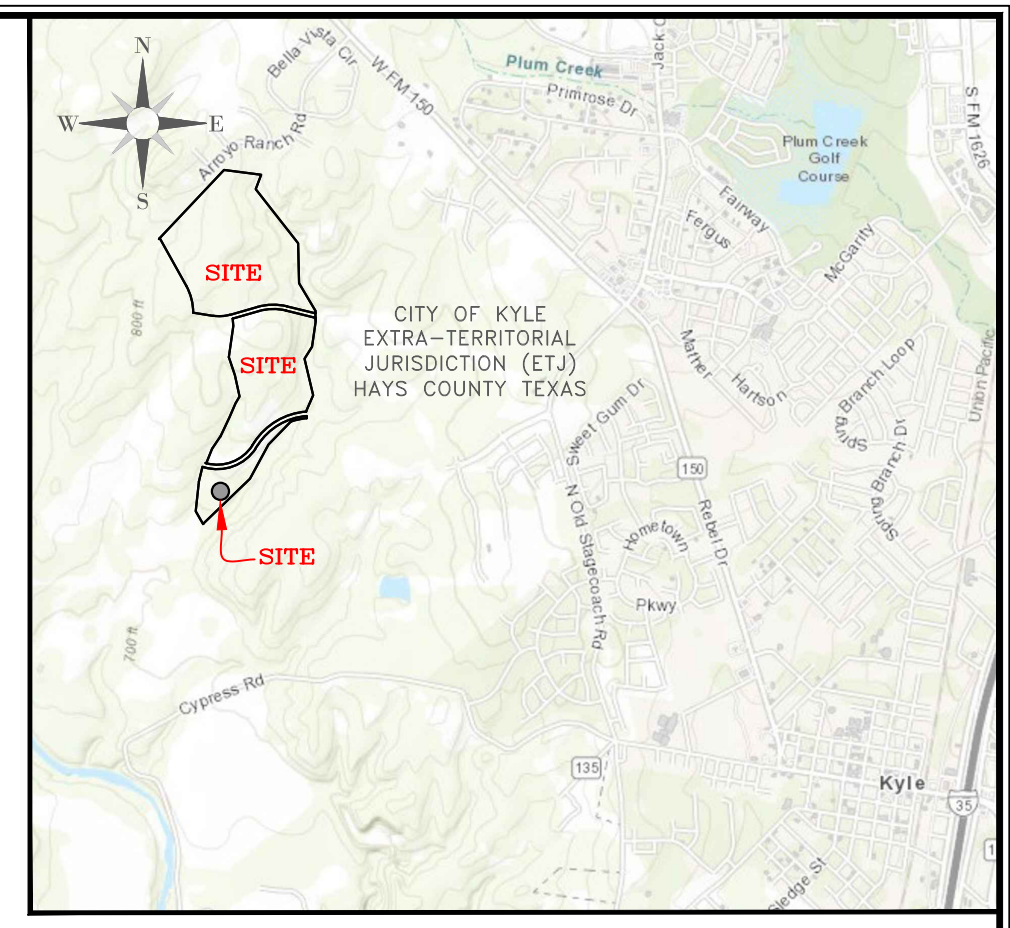 N
W
E
S
Bella Vista Cir
W FM 150
Arroyo Ranch Rd
Plum Creek
Primrose Dr
Jack C
S FM 1626
Plum Creek
Golf
Course
Fairway
Fergus
McGarity
SITE
800 ft
CITY OF KYLE
EXTRA-TERRITORIAL
JURISDICTION (ETJ)
HAYS COUNTY TEXAS
SITE
Mather
Hartson
Spring Branch Loop
Union Pacific
Sweet Gum Dr
150
Rebel Dr
Spring Branch Dr
N Old Stagecoach Rd
Hometown
Pkwy
SITE
700 ft
Cypress Rd
135
Kyle
35
1
Sledge St